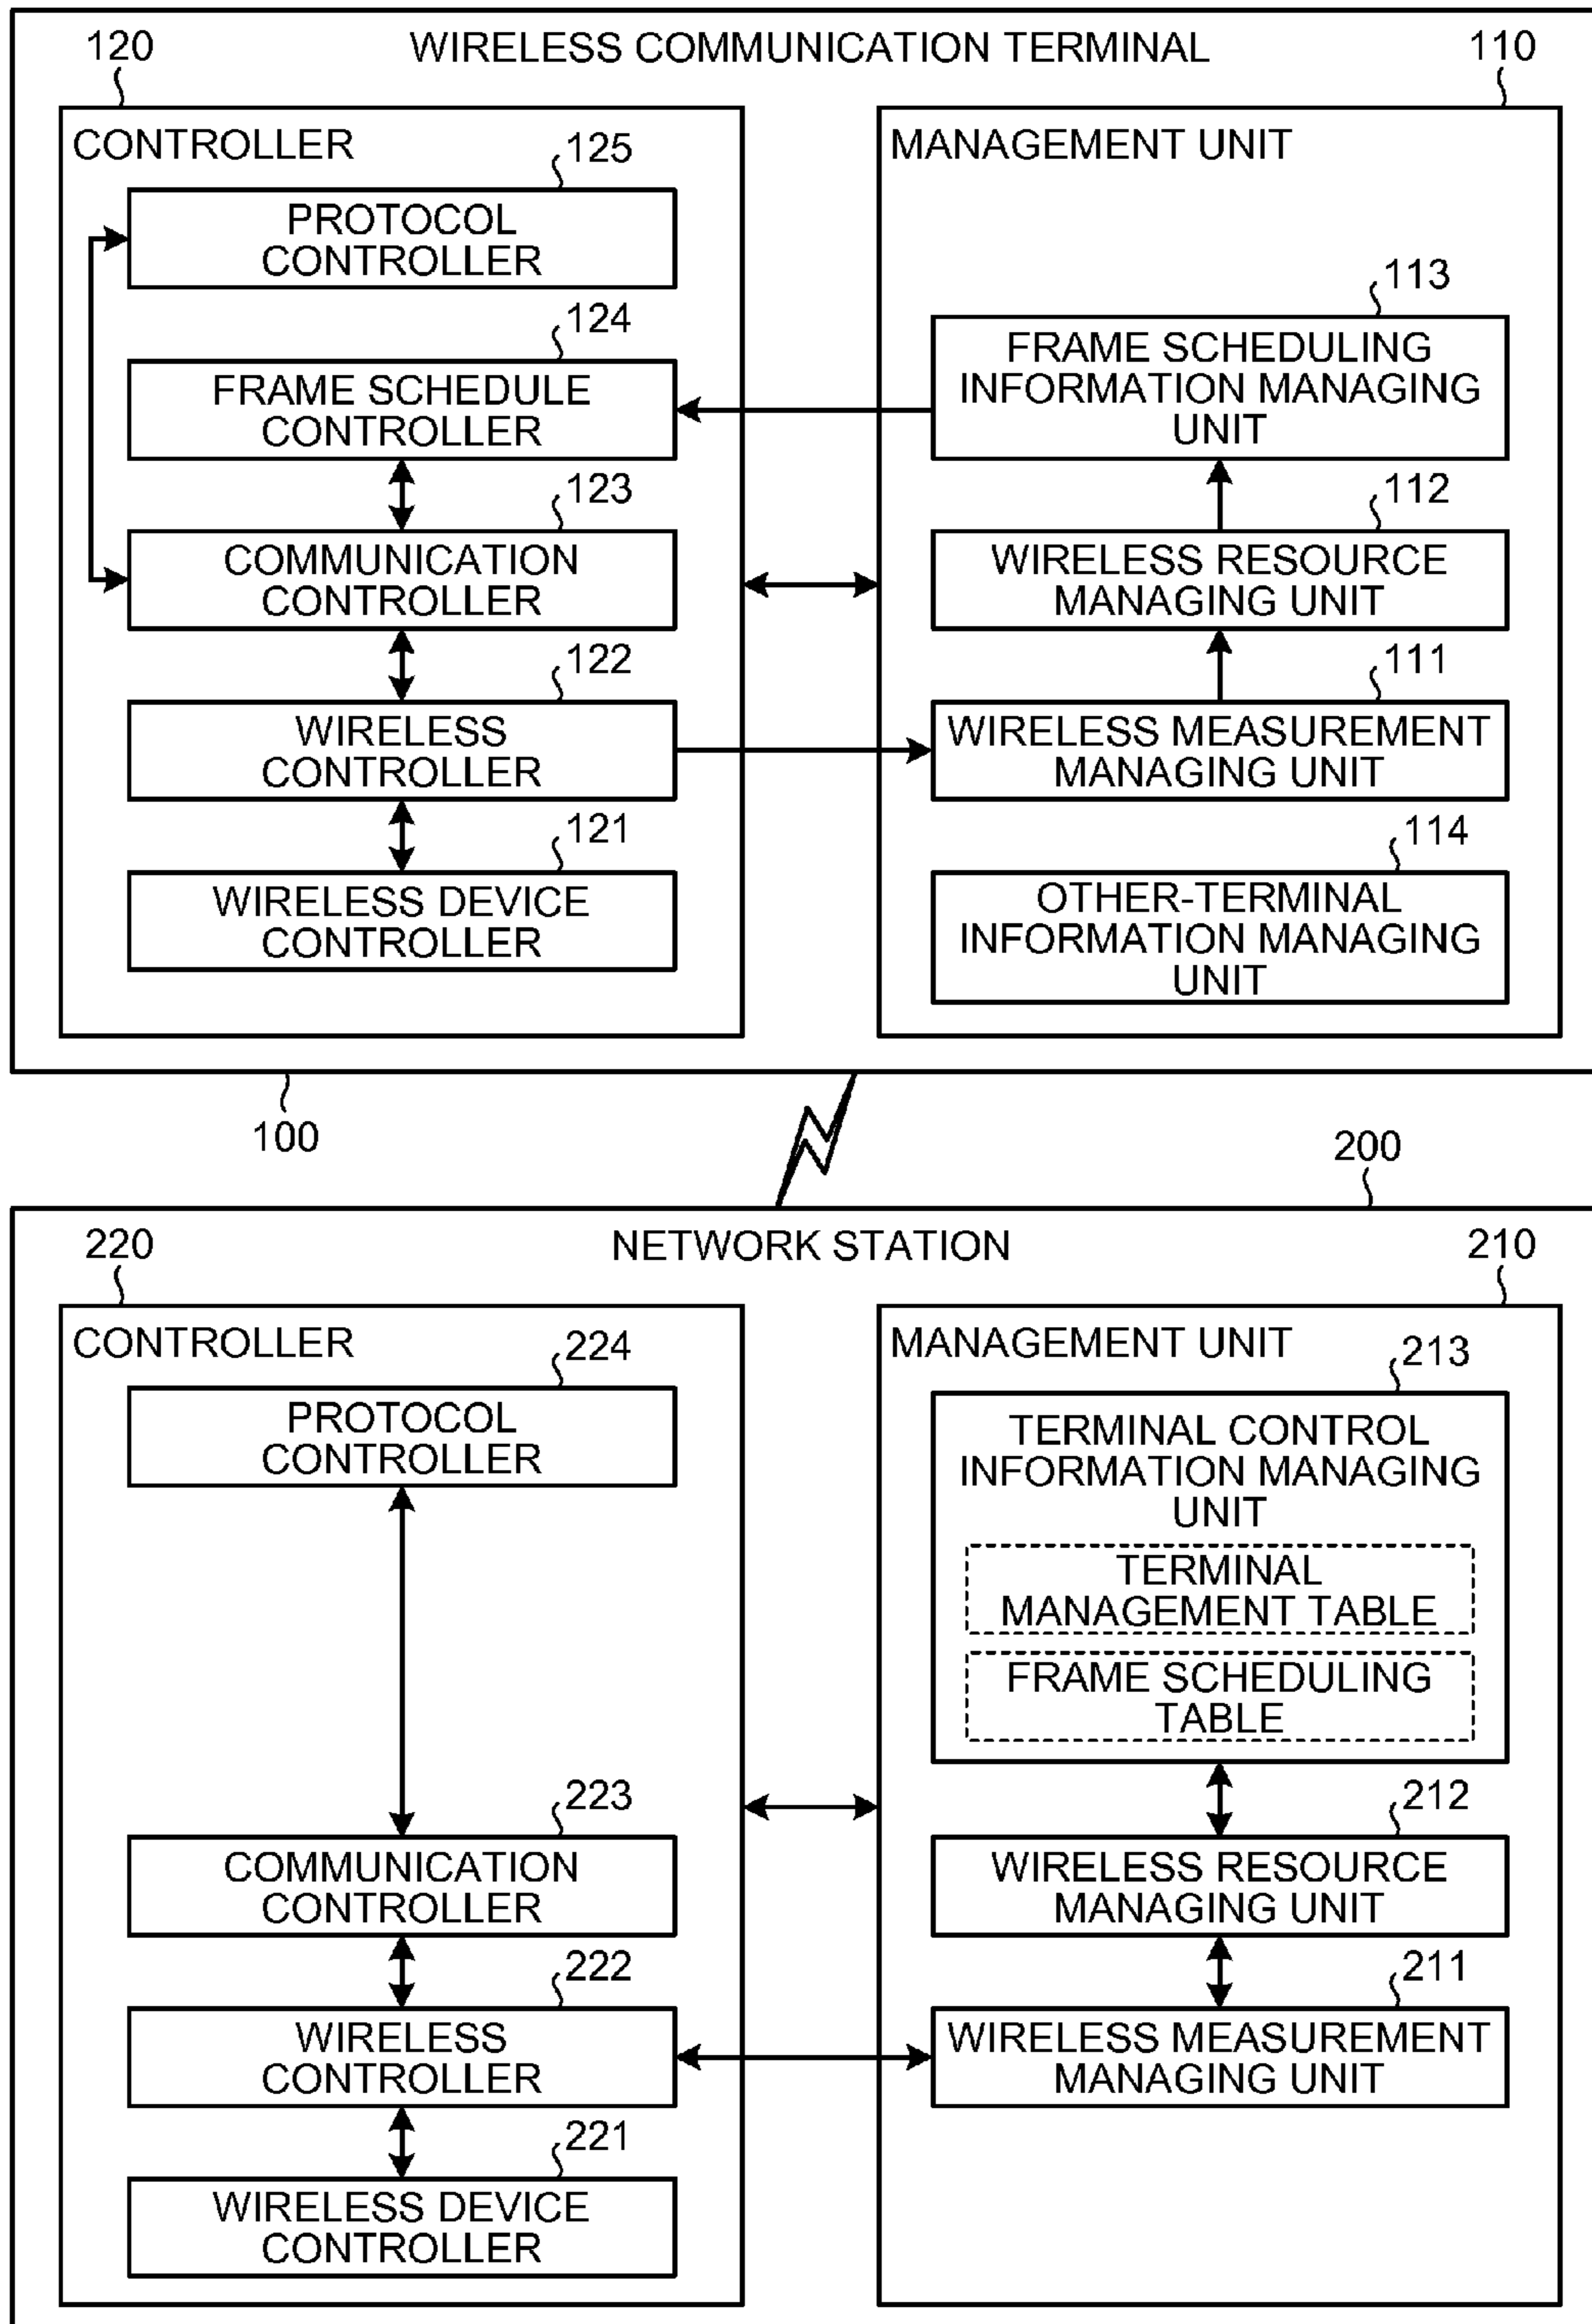 120
WIRELESS COMMUNICATION TERMINAL
110
CONTROLLER
125
PROTOCOL
CONTROLLER
124
FRAME SCHEDULE
CONTROLLER
123
COMMUNICATION
CONTROLLER
122
WIRELESS
CONTROLLER
121
WIRELESS DEVICE
CONTROLLER
MANAGEMENT UNIT
113
FRAME SCHEDULING
INFORMATION MANAGING
UNIT
112
WIRELESS RESOURCE
MANAGING UNIT
111
WIRELESS MEASUREMENT
MANAGING UNIT
114
OTHER-TERMINAL
INFORMATION MANAGING
UNIT
100
200
220
NETWORK STATION
210
CONTROLLER
224
PROTOCOL
CONTROLLER
223
COMMUNICATION
CONTROLLER
222
WIRELESS
CONTROLLER
221
WIRELESS DEVICE
CONTROLLER
MANAGEMENT UNIT
213
TERMINAL CONTROL
INFORMATION MANAGING
UNIT
TERMINAL
MANAGEMENT TABLE
FRAME SCHEDULING
TABLE
212
WIRELESS RESOURCE
MANAGING UNIT
211
WIRELESS MEASUREMENT
MANAGING UNIT